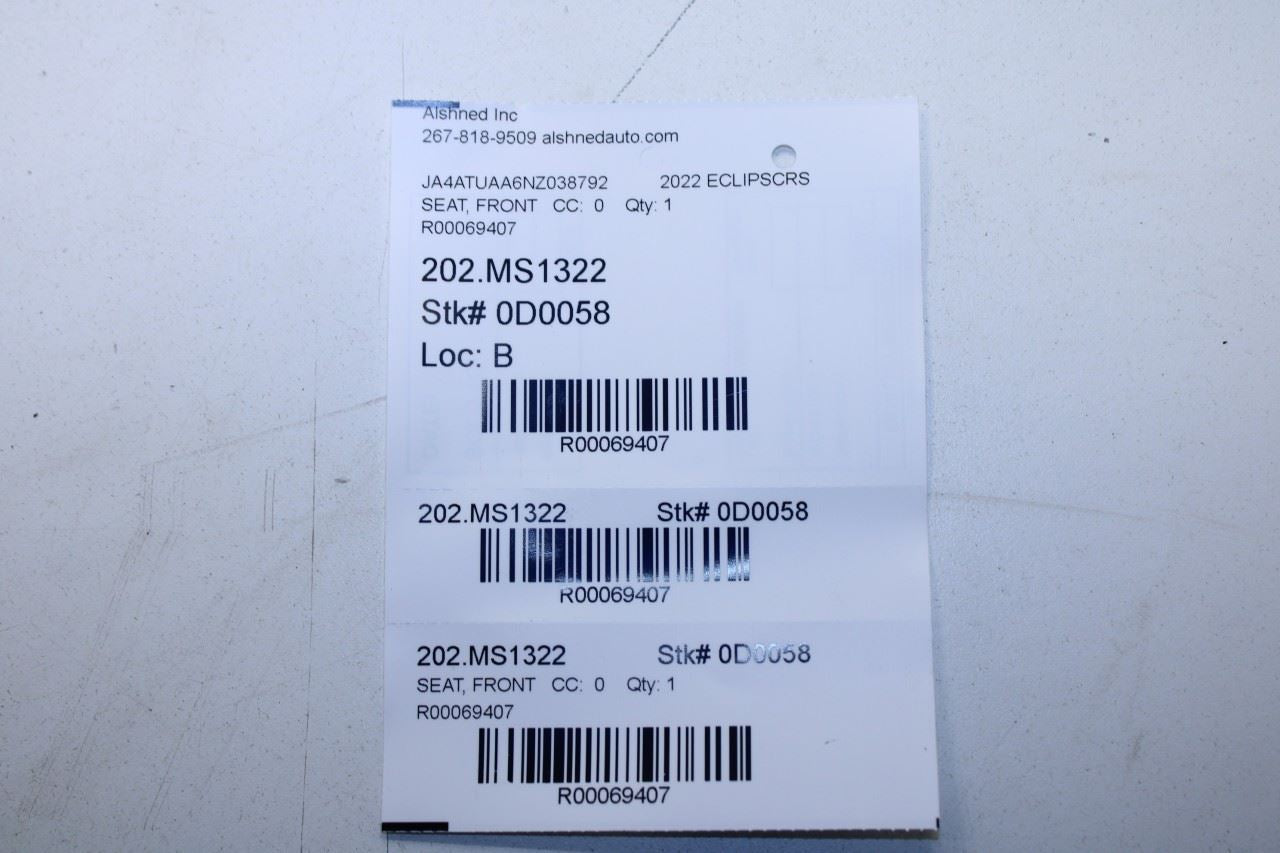 Alshned Inc
267-818-9509 alshnedauto.com
JA4ATUAA6NZ038792 2022 ECLIPSCRS
SEAT, FRONT CC: 0 Qty: 1
R00069407
202.MS1322
Stk# 0D0058
Loc: B
R00069407
202.MS1322 Stk# 0D0058
R00069407
202.MS1322 Stk# 0D0058
SEAT, FRONT CC: 0 Qty: 1
R00069407
R00069407